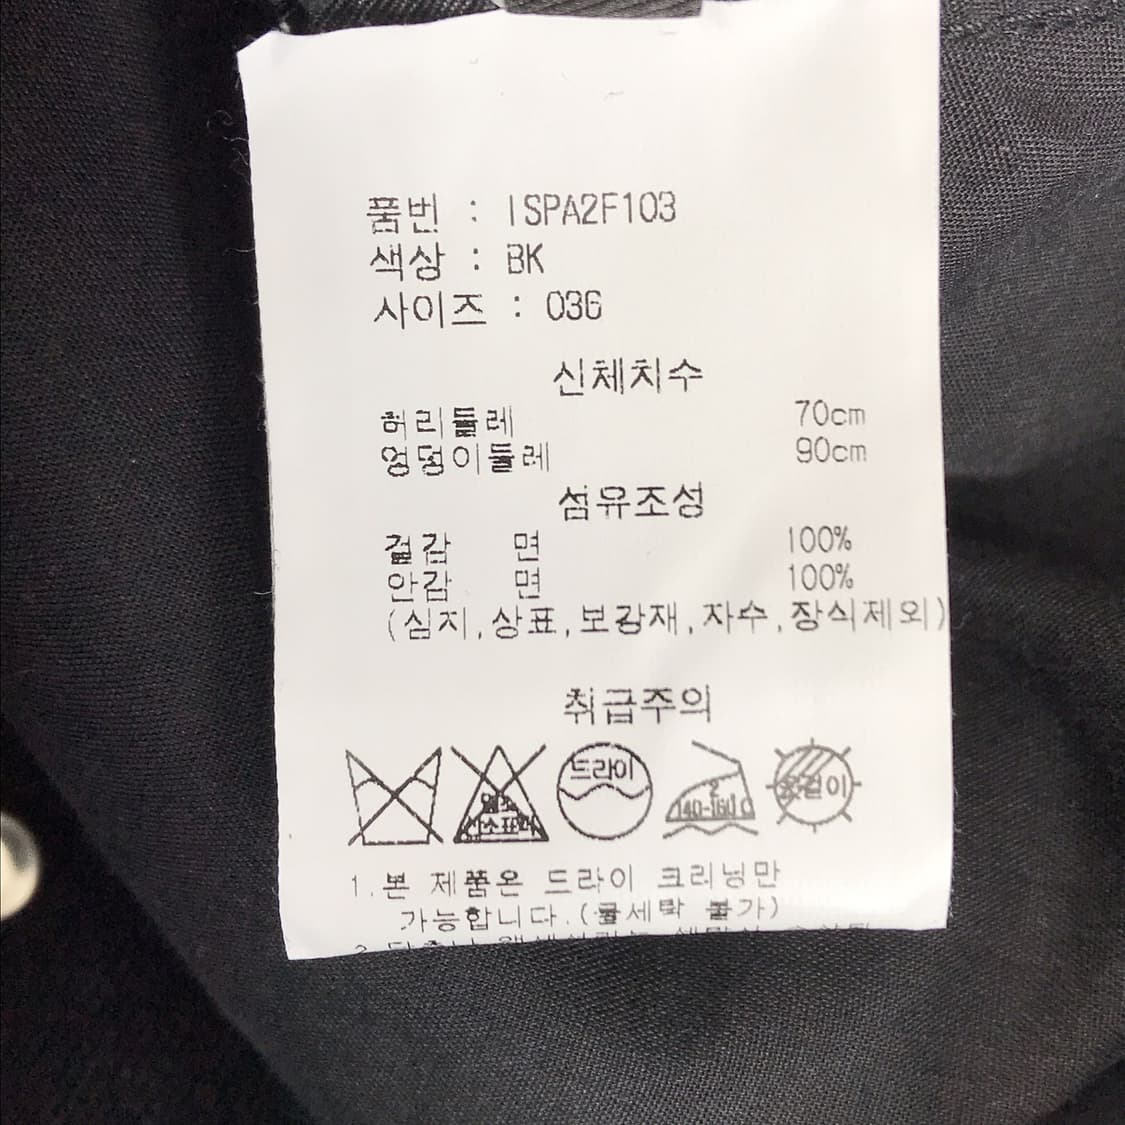 품번 : ISPA2F103
색상 : BK
사이즈 : 036
신체치수
허리둘레 70cm
엉덩이둘레 90cm
섬유조성
겉감 면 100%
안감 면 100%
(심지,상표,보강재,자수,장식제외)
취급주의
드라이
2
140-160℃
옷걸이
1.본 제품은 드라이 크리닝만
가능합니다.(물세탁 불가)